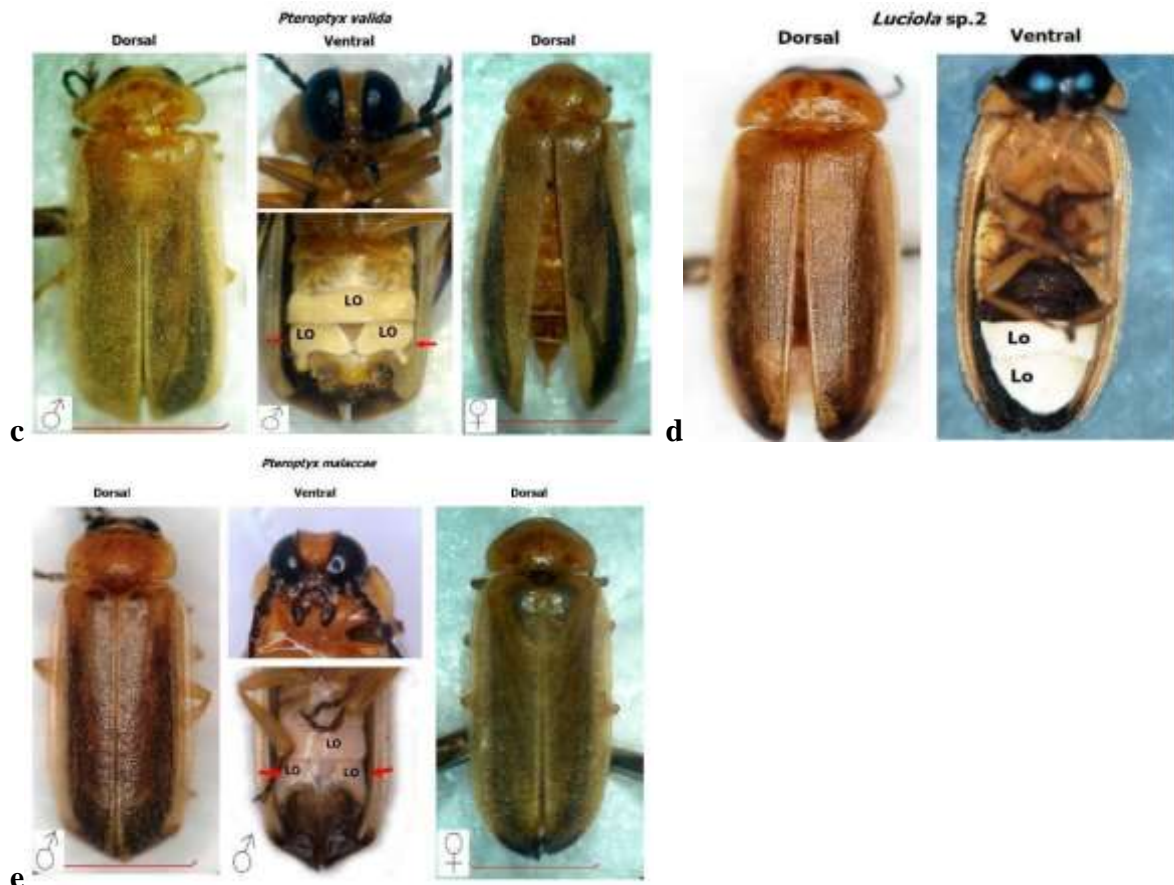 Pteroptyx valida
Dorsal Ventral Dorsal
LO
LO LO
♂ ♂ ♀
c
Luciola sp.2
Dorsal Ventral
Lo
Lo
d
Pteroptyx malaccae
Dorsal Ventral Dorsal
LO
LO LO
♂ ♂ ♀
e